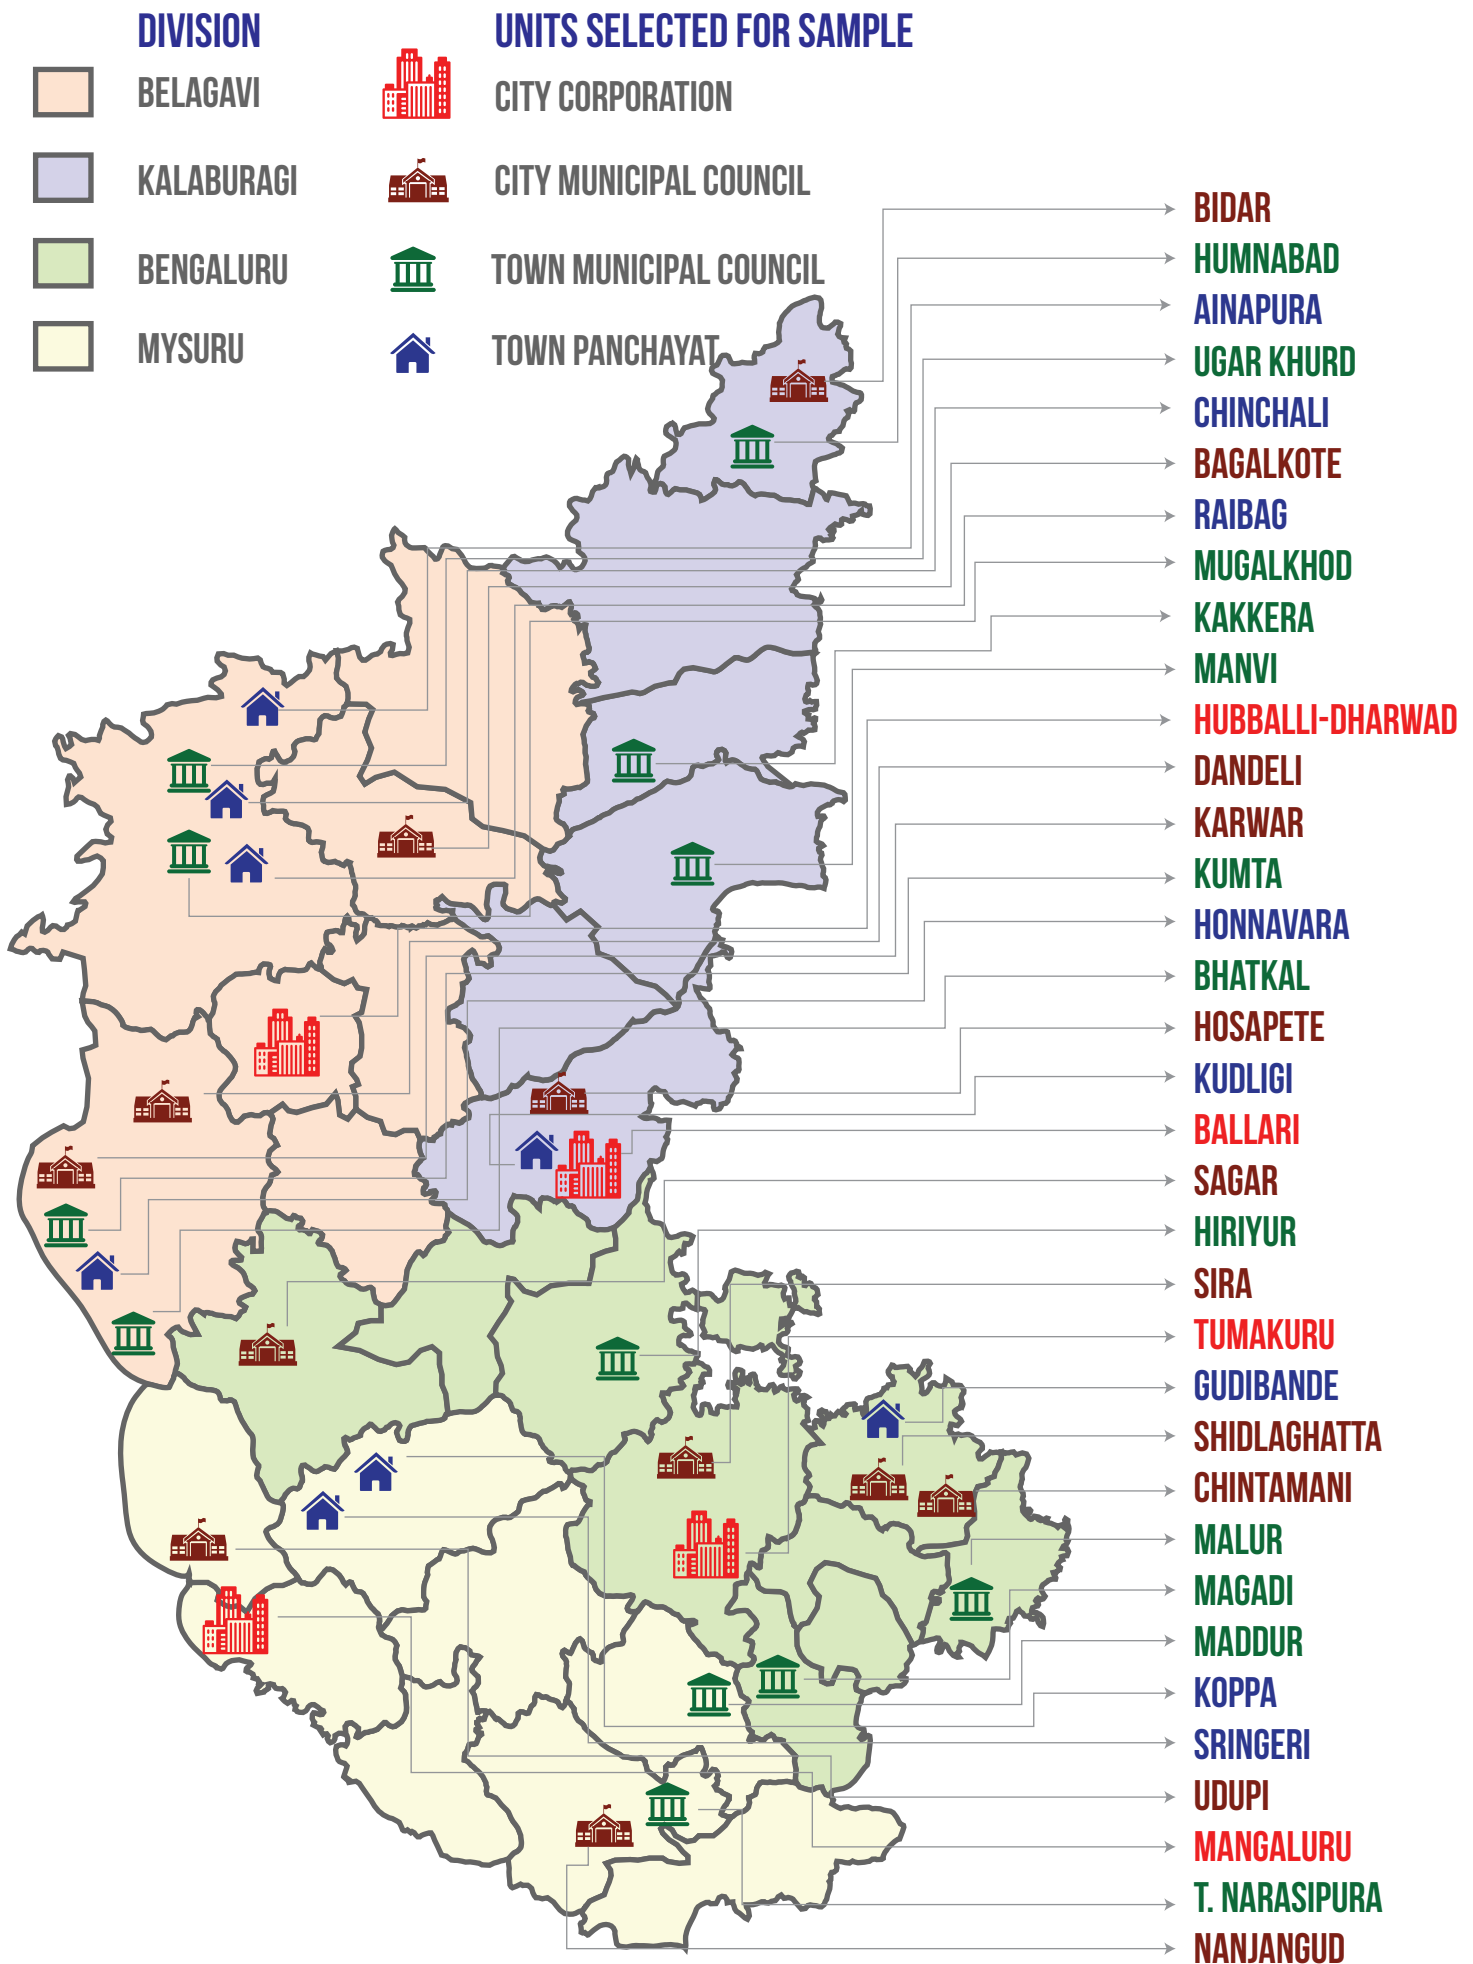 DIVISION
UNITS SELECTED FOR SAMPLE
BELAGAVI
CITY CORPORATION
KALABURAGI
CITY MUNICIPAL COUNCIL
BENGALURU
TOWN MUNICIPAL COUNCIL
MYSURU
TOWN PANCHAYAT
BIDAR
HUMNABAD
AINAPURA
UGAR KHURD
CHINCHALI
BAGALKOTE
RAIBAG
MUGALKHOD
KAKKERA
MANVI
HUBBALLI-DHARWAD
DANDELI
KARWAR
KUMTA
HONNAVARA
BHATKAL
HOSAPETE
KUDLIGI
BALLARI
SAGAR
HIRIYUR
SIRA
TUMAKURU
GUDIBANDE
SHIDLAGHATTA
CHINTAMANI
MALUR
MAGADI
MADDUR
KOPPA
SRINGERI
UDUPI
MANGALURU
T. NARASIPURA
NANJANGUD